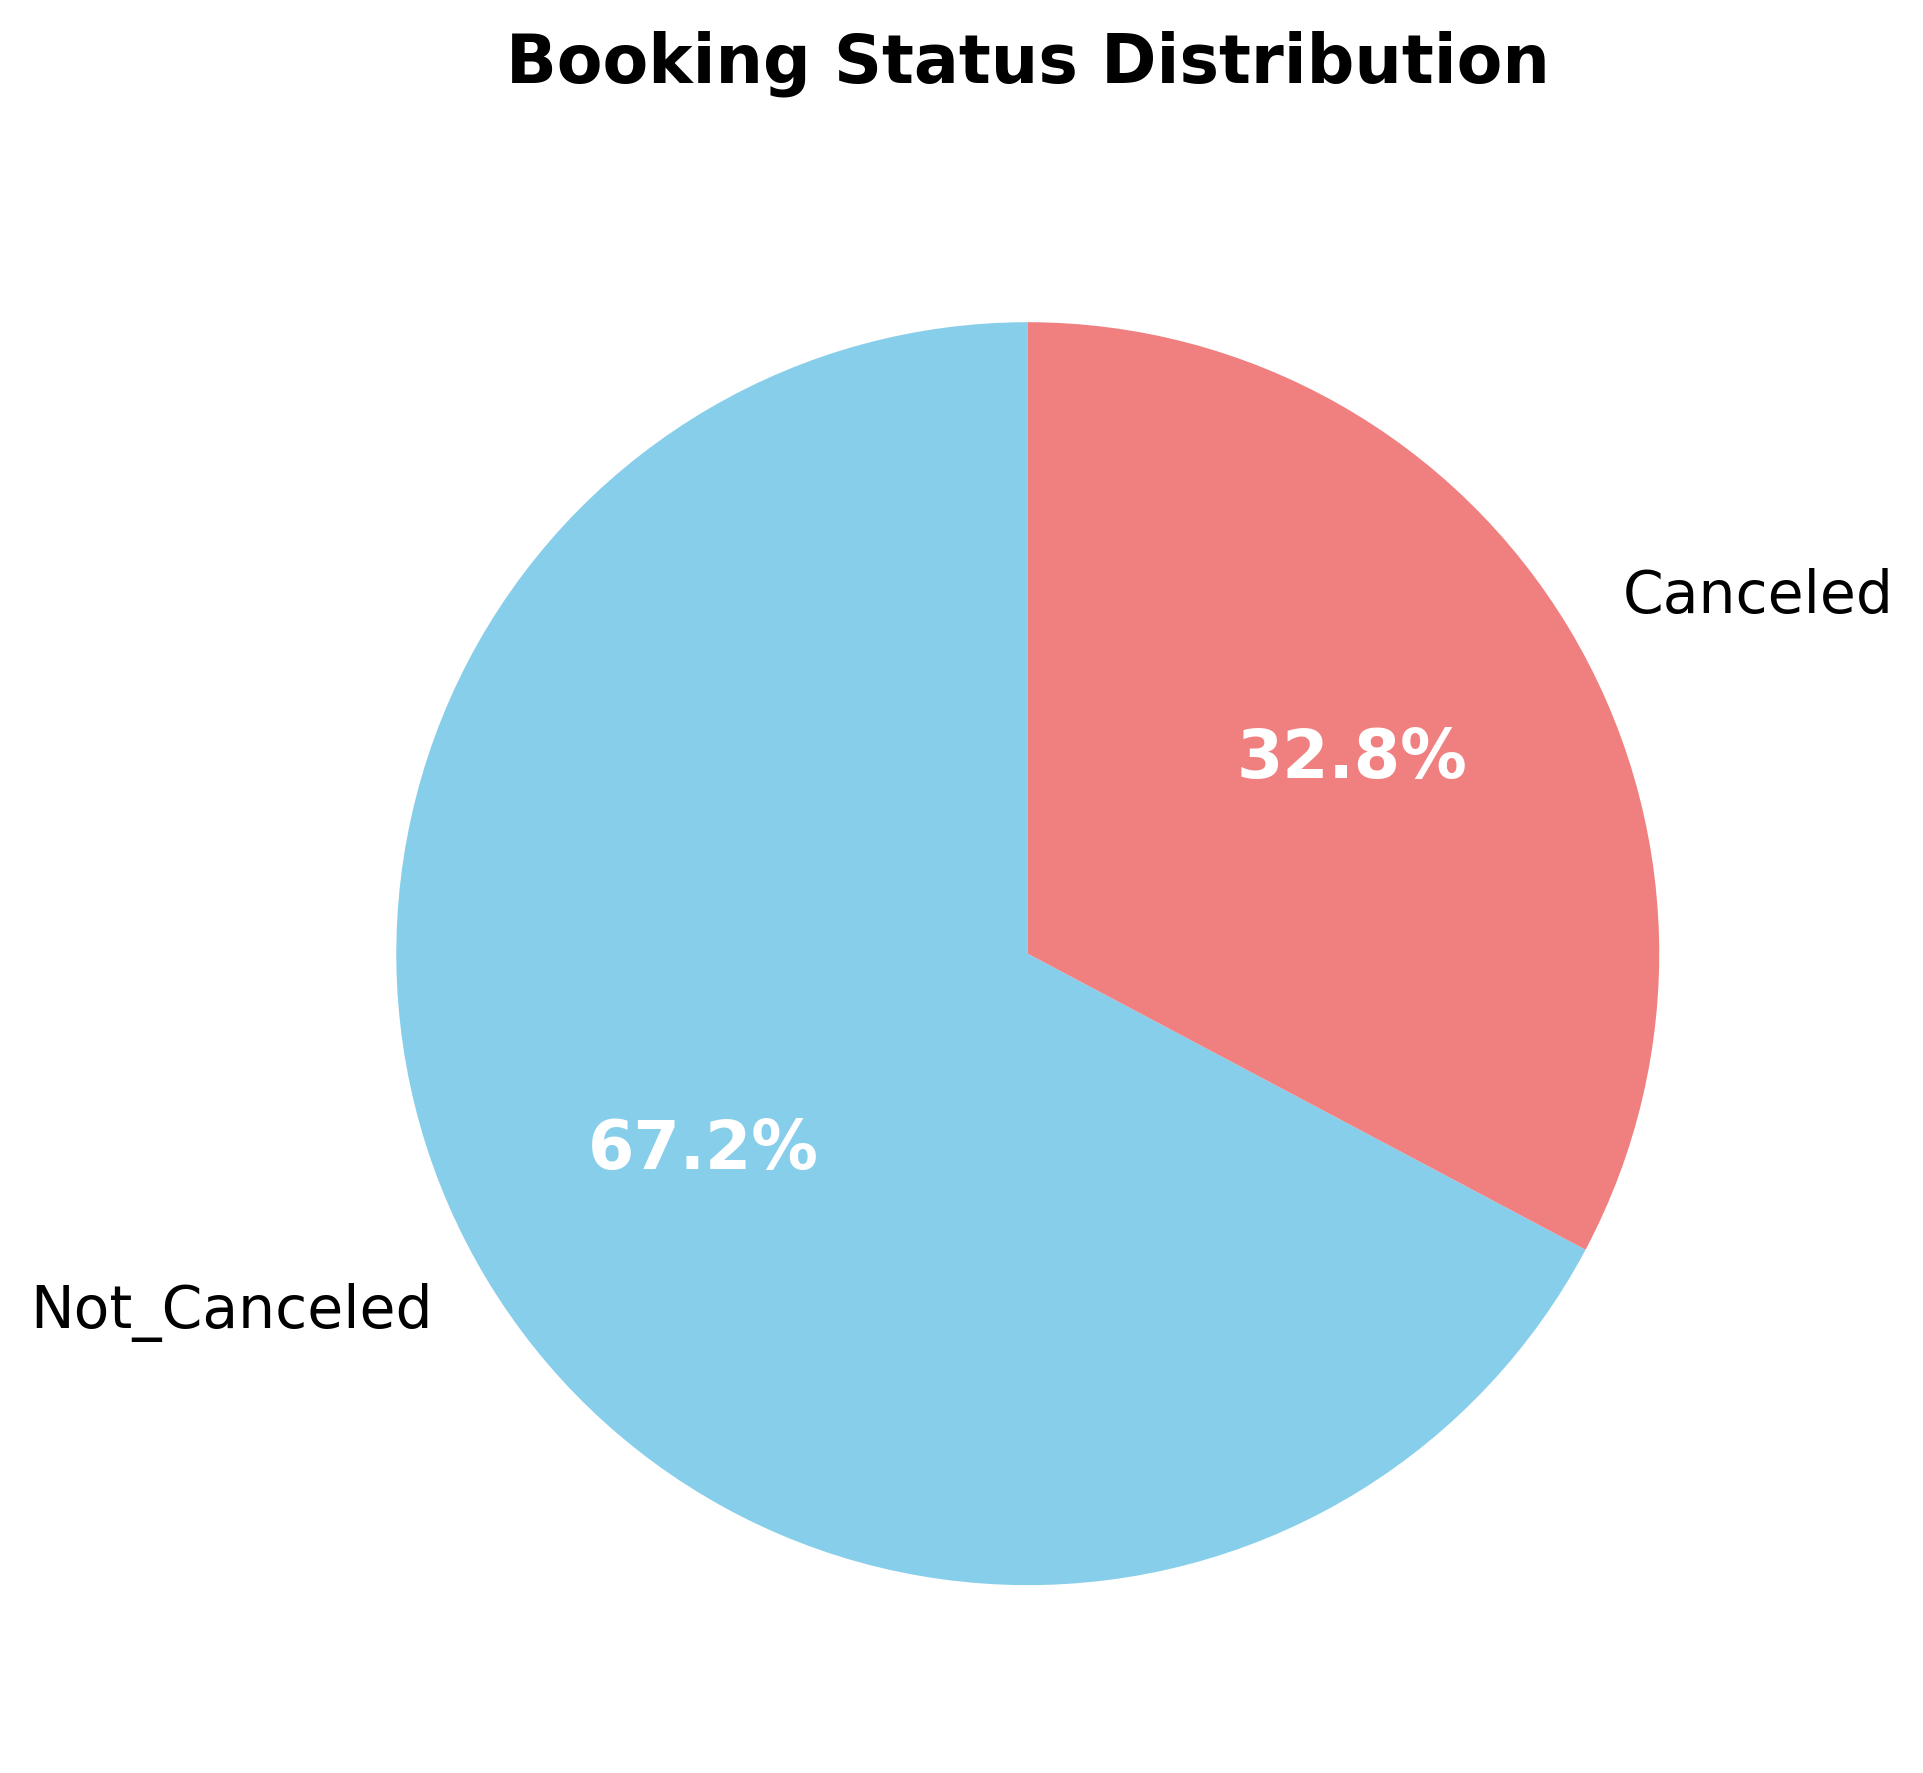 Booking Status Distribution
Canceled
32.8%
67.2%
Not_Canceled